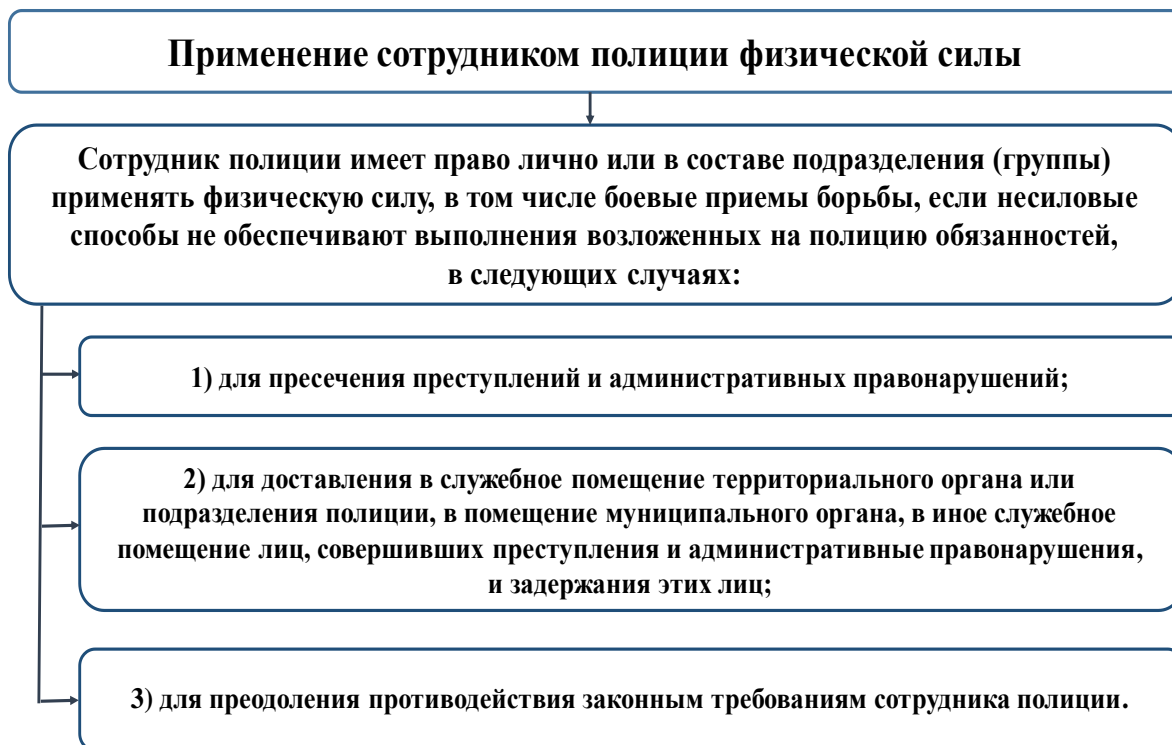 Применение сотрудником полиции физической силы
Сотрудник полиции имеет право лично или в составе подразделения (группы)
применять физическую силу, в том числе боевые приемы борьбы, если несиловые
способы не обеспечивают выполнения возложенных на полицию обязанностей,
в следующих случаях:
1) для пресечения преступлений и административных правонарушений;
2) для доставления в служебное помещение территориального органа или
подразделения полиции, в помещение муниципального органа, в иное служебное
помещение лиц, совершивших преступления и административные правонарушения,
и задержания этих лиц;
3) для преодоления противодействия законным требованиям сотрудника полиции.